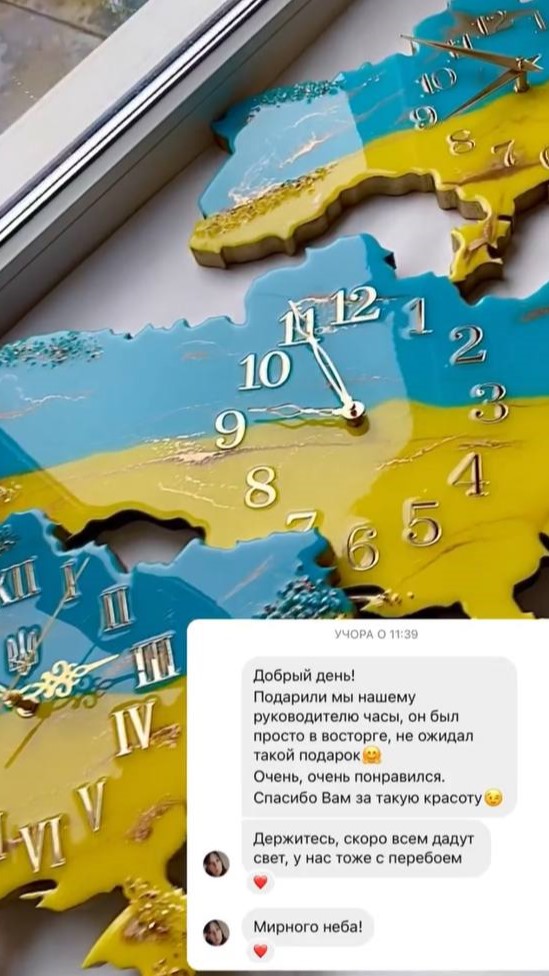 12
11
10
9
8
7
12
1
11
2
10
3
9
4
8
5
7
6
XII
I
II
III
IV
V
VI
УЧОРА О 11:39
Добрый день!
Подарили мы нашему
руководителю часы, он был
просто в восторге, не ожидал
такой подарок🤗
Очень, очень понравился.
Спасибо Вам за такую красоту😉
Держитесь, скоро всем дадут
свет, у нас тоже с перебоем
Мирного неба!